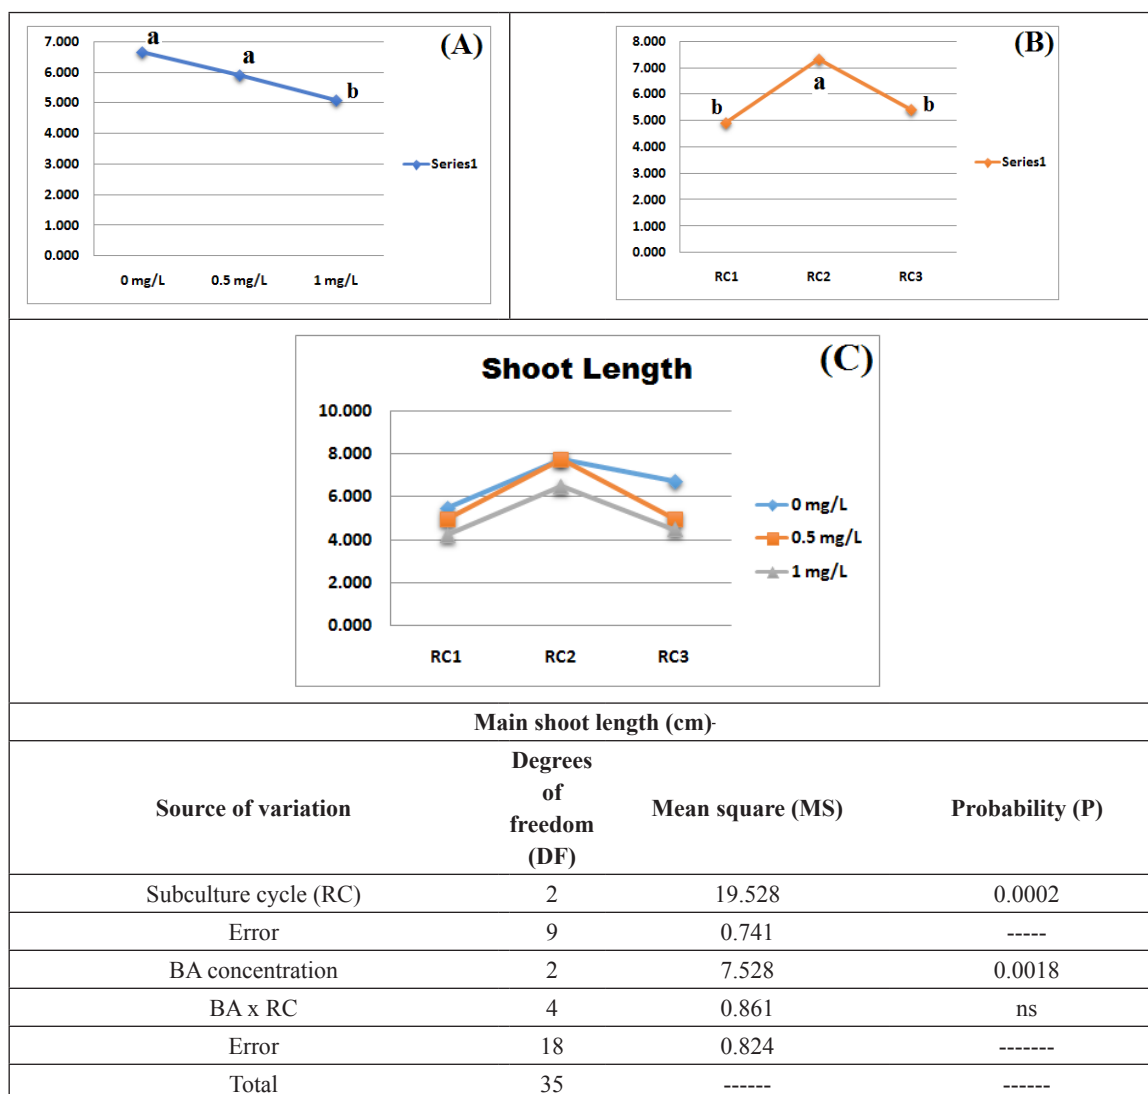 (A)
7.000
6.000
5.000
4.000
3.000
2.000
1.000
0.000
a
a
b
Series1
0 mg/L 0.5 mg/L 1 mg/L
(B)
8.000
7.000
6.000
5.000
4.000
3.000
2.000
1.000
0.000
b
a
b
Series1
RC1 RC2 RC3
Shoot Length (C)
10.000
8.000
6.000
4.000
2.000
0.000
0 mg/L
0.5 mg/L
1 mg/L
RC1 RC2 RC3
Main shoot length (cm)-
Source of variation Degrees of freedom (DF) Mean square (MS) Probability (P)
Subculture cycle (RC) 2 19.528 0.0002
Error 9 0.741 -----
BA concentration 2 7.528 0.0018
BA x RC 4 0.861 ns
Error 18 0.824 -------
Total 35 ------ ------